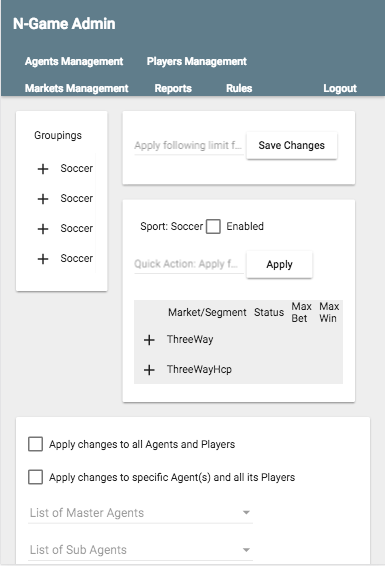 N-Game Admin
Agents Management Players Management
Markets Management Reports Rules Logout
Groupings
Soccer
Soccer
Soccer
Soccer
Apply following limit f... Save Changes
Sport: Soccer Enabled
Quick Action: Apply f... Apply
Market/Segment Status Max Bet Max Win
ThreeWay
ThreeWayHcp
Apply changes to all Agents and Players
Apply changes to specific Agent(s) and all its Players
List of Master Agents
List of Sub Agents